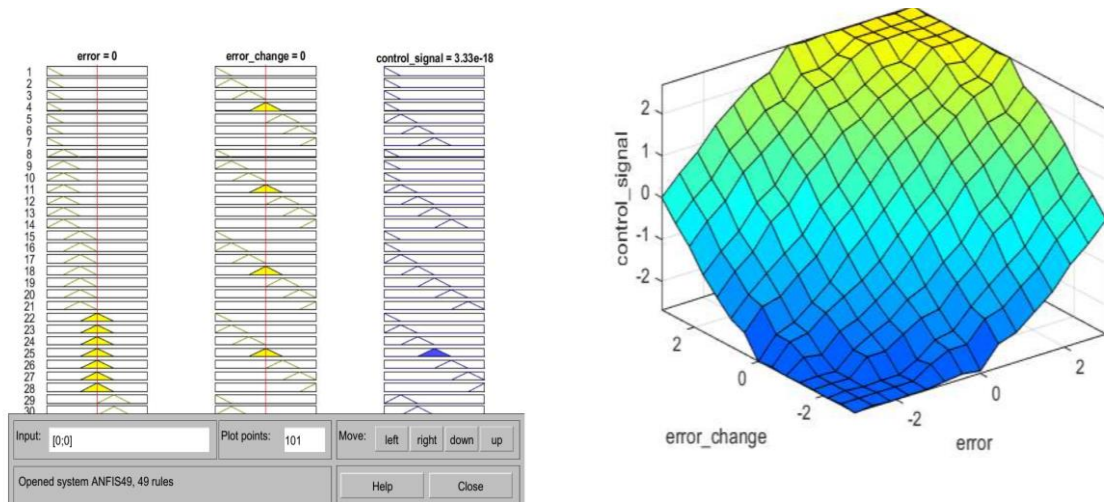 error = 0
error_change = 0
control_signal = 3.33e-18
1
2
3
4
5
6
7
8
9
10
11
12
13
14
15
16
17
18
19
20
21
22
23
24
25
26
27
28
29
30
Input:
[0;0]
Plot points:
101
Move:
left
right
down
up
Opened system ANFIS49, 49 rules
Help
Close
control_signal
2
1
0
-1
-2
2
0
-2
error_change
-2
0
2
error